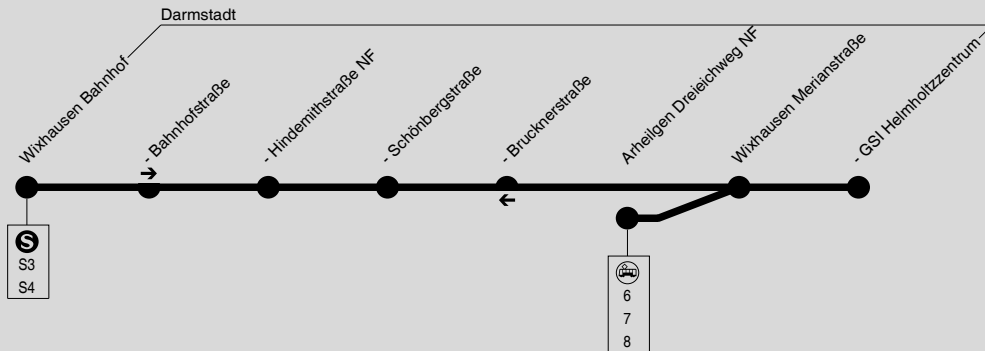 Darmstadt
Wixhausen Bahnhof
- Bahnhofstraße
- Hindemithstraße NF
- Schönbergstraße
- Brucknerstraße
Arheilgen Dreieichweg NF
Wixhausen Merianstraße
- GSI Helmholtzzentrum
S
S3
S4
6
7
8